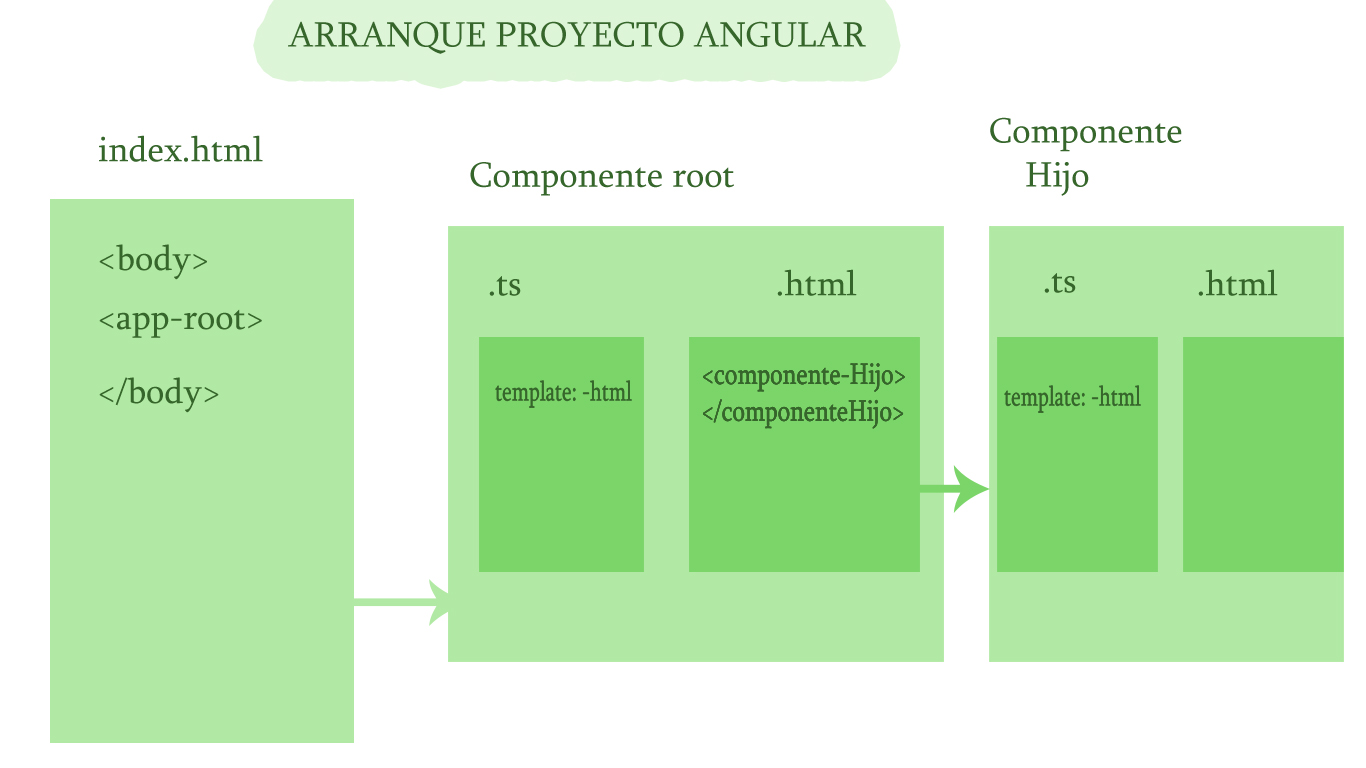 ARRANQUE PROYECTO ANGULAR
index.html
<body>
<app-root>
</body>
Componente root
.ts
.html
template: -html
<componente-Hijo>
</componenteHijo>
Componente
Hijo
.ts
.html
template: -html